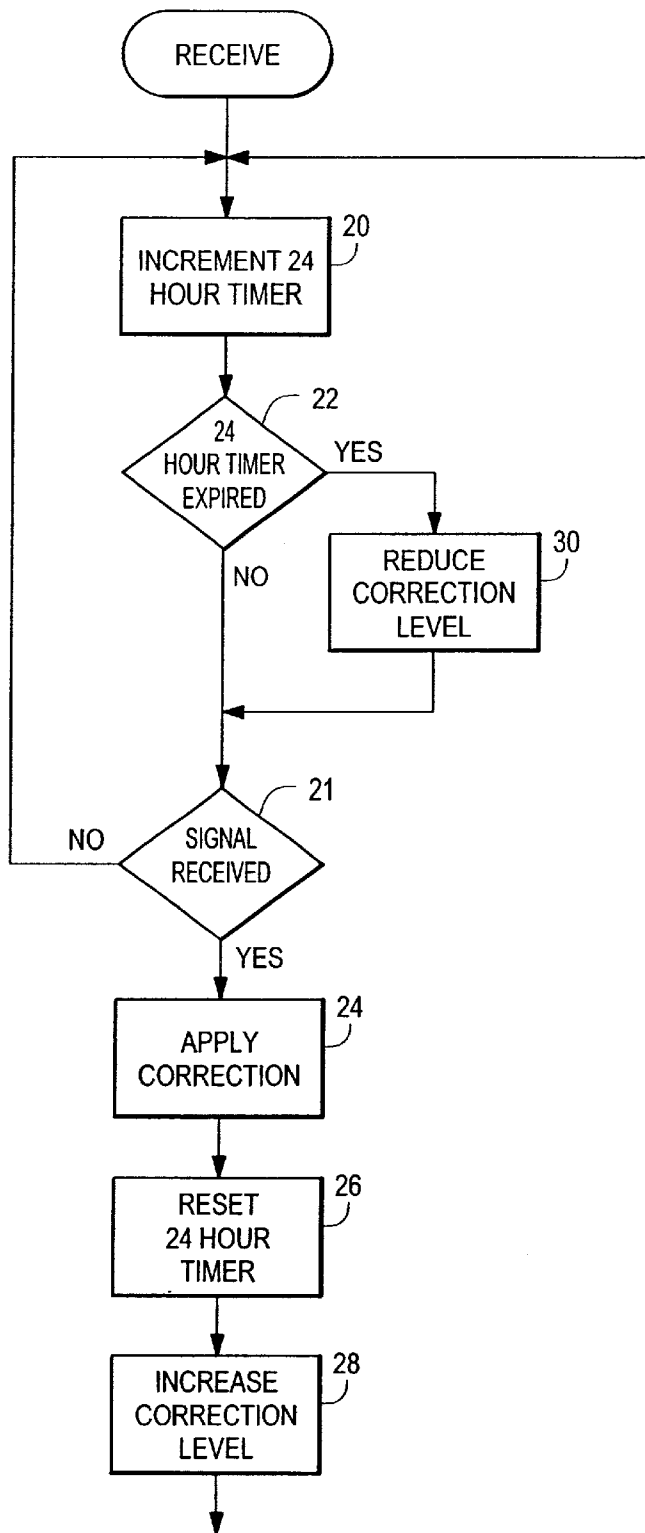 RECEIVE
20
INCREMENT 24
HOUR TIMER
22
24
HOUR TIMER
EXPIRED
YES
30
REDUCE
CORRECTION
LEVEL
NO
21
NO
SIGNAL
RECEIVED
YES
24
APPLY
CORRECTION
26
RESET
24 HOUR
TIMER
28
INCREASE
CORRECTION
LEVEL